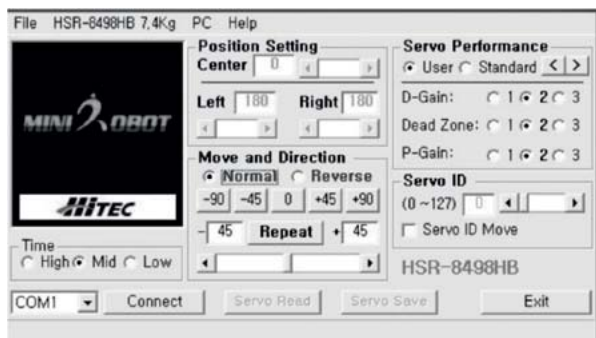 File HSR-8498HB 7,4Kg PC Help
MINI ROBOT
HiTEC
Time
High Mid Low
Position Setting
Center 0
Left 180 Right 180
Move and Direction
Normal Reverse
-90 -45 0 +45 +90
- 45 Repeat + 45
Servo Performance
User Standard < >
D-Gain: 1 2 3
Dead Zone: 1 2 3
P-Gain: 1 2 3
Servo ID
(0 ~127) 0
Servo ID Move
HSR-8498HB
COM1 Connect Servo Read Servo Save Exit